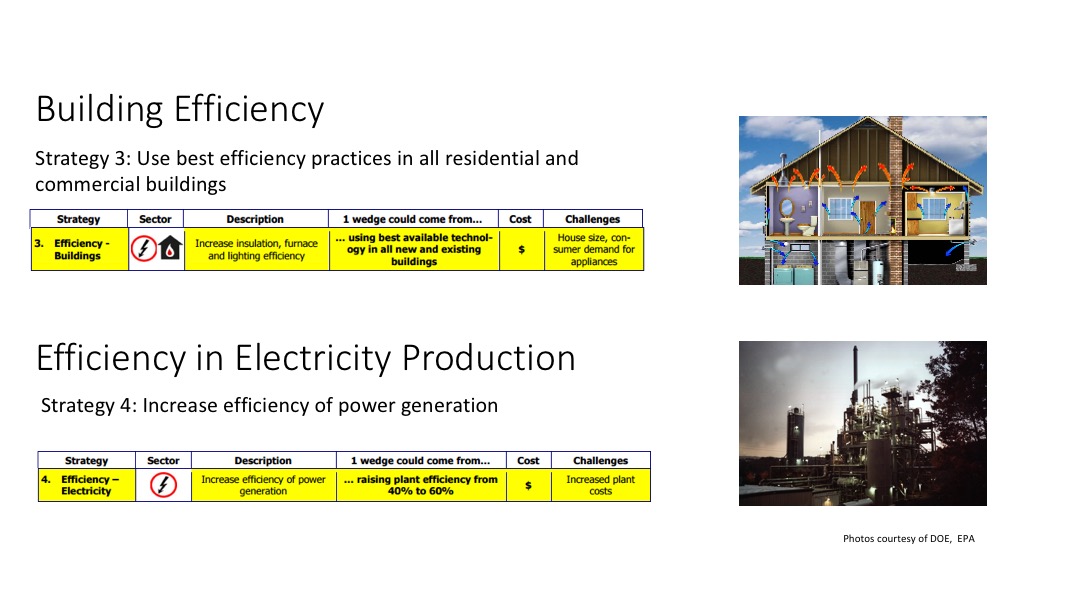 Building Efficiency
Strategy 3: Use best efficiency practices in all residential and
commercial buildings
Strategy Sector Description 1 wedge could come from... Cost Challenges
3. Efficiency - Buildings Increase insulation, furnace and lighting efficiency ... using best available technol-ogy in all new and existing buildings $ House size, con-sumer demand for appliances
Efficiency in Electricity Production
Strategy 4: Increase efficiency of power generation
Strategy Sector Description 1 wedge could come from... Cost Challenges
4. Efficiency – Electricity Increase efficiency of power generation ... raising plant efficiency from 40% to 60% $ Increased plant costs
Photos courtesy of DOE, EPA